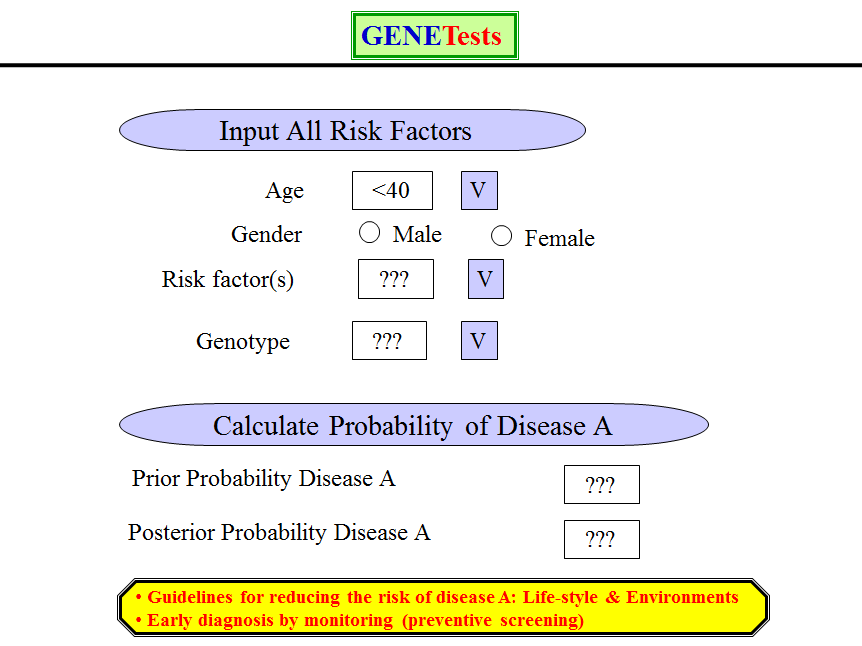 GENETests
Input All Risk Factors
Age <40 V
Gender Male Female
Risk factor(s) ??? V
Genotype ??? V
Calculate Probability of Disease A
Prior Probability Disease A ???
Posterior Probability Disease A ???
• Guidelines for reducing the risk of disease A: Life-style & Environments
• Early diagnosis by monitoring (preventive screening)